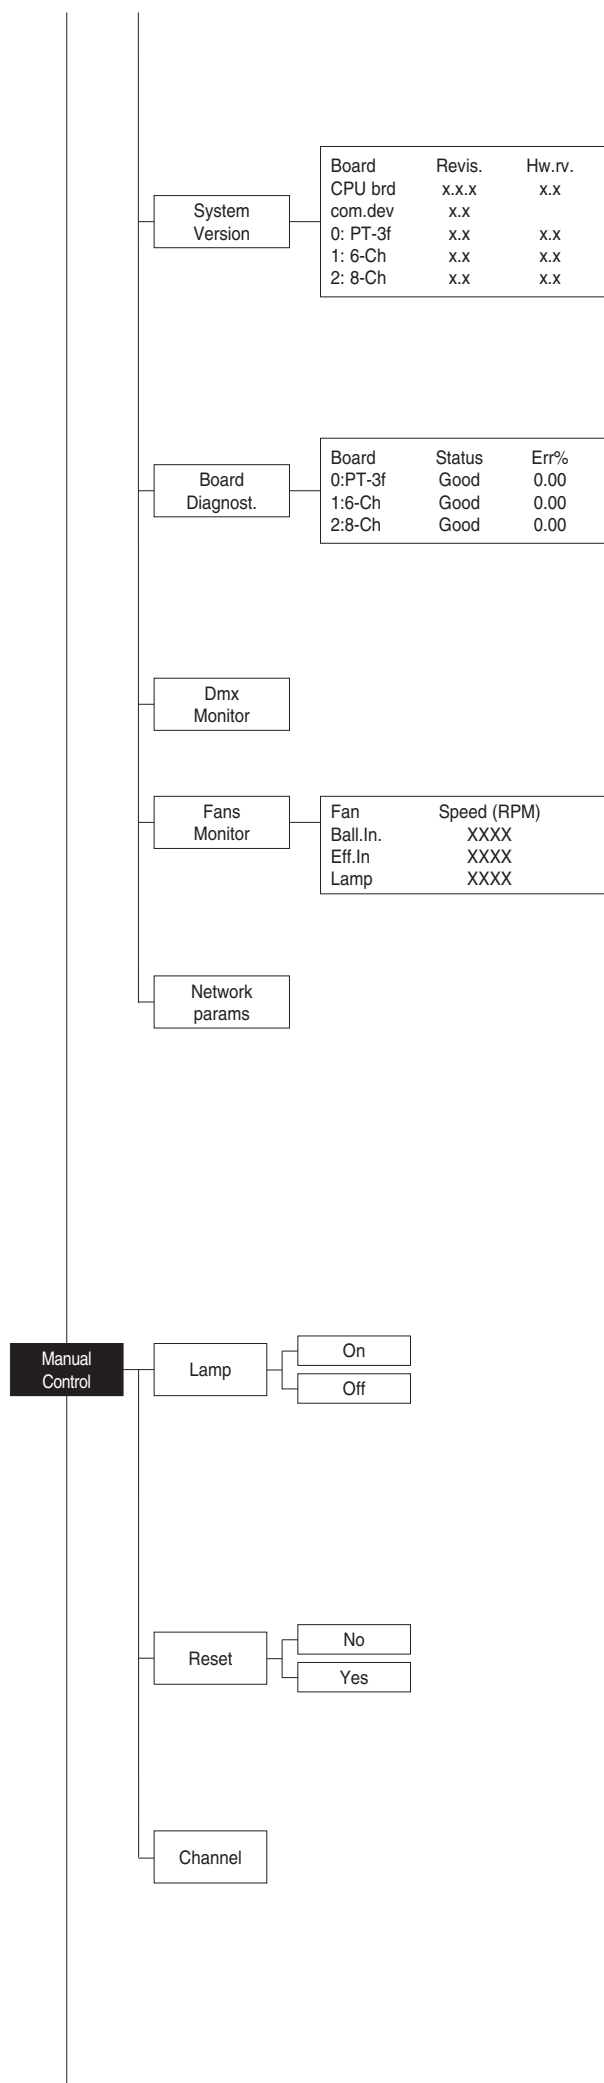 System
Version
Board Revis. Hw.rv.
CPU brd x.x.x x.x
com.dev x.x
0: PT-3f x.x x.x
1: 6-Ch x.x x.x
2: 8-Ch x.x x.x
Board
Diagnost.
Board Status Err%
0:PT-3f Good 0.00
1:6-Ch Good 0.00
2:8-Ch Good 0.00
Dmx
Monitor
Fans
Monitor
Fan Speed (RPM)
Ball.In. XXXX
Eff.In XXXX
Lamp XXXX
Network
params
Manual
Control
Lamp
On
Off
Reset
No
Yes
Channel